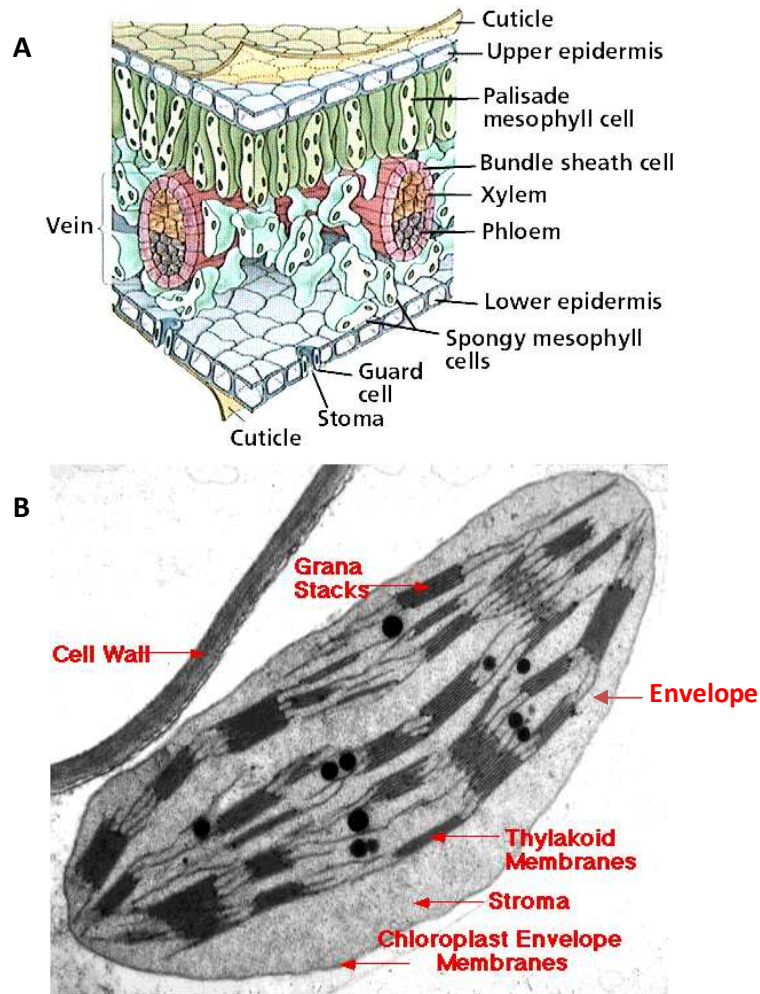 A
Cuticle
Upper epidermis
Palisade
mesophyll cell
Bundle sheath cell
Xylem
Vein
Phloem
Lower epidermis
Spongy mesophyll
cells
Guard
cell
Stoma
Cuticle
B
Grana
Stacks
Cell Wall
Envelope
Thylakoid
Membranes
Stroma
Chloroplast Envelope
Membranes